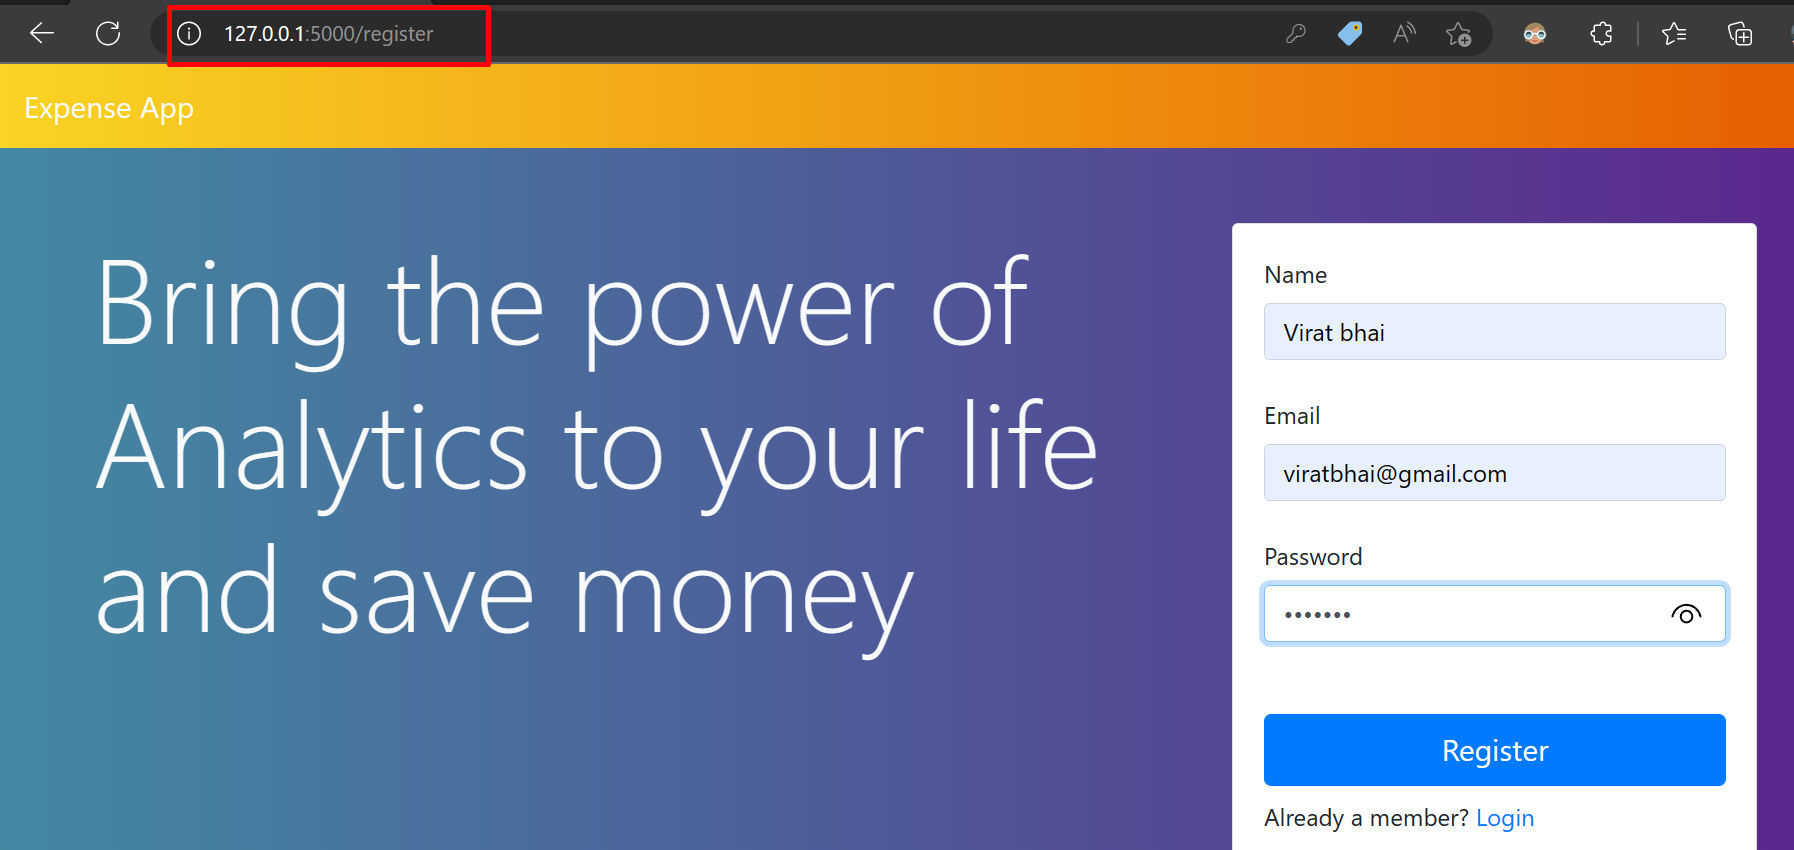 127.0.0.1:5000/register
Expense App
Bring the power of
Analytics to your life
and save money
Name
Virat bhai
Email
viratbhai@gmail.com
Password
•••••••
Register
Already a member? Login